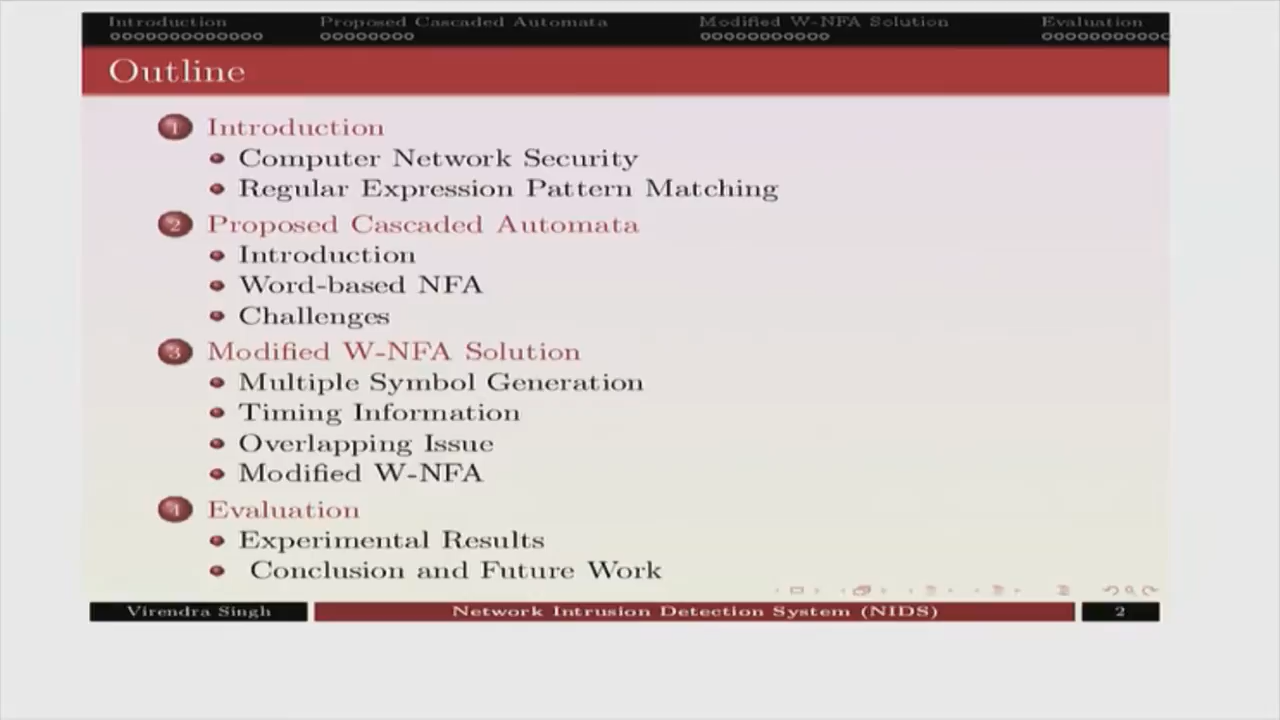 Introduction Proposed Cascaded Automata Modified W-NFA Solution Evaluation
Outline
1 Introduction
Computer Network Security
Regular Expression Pattern Matching
2 Proposed Cascaded Automata
Introduction
Word-based NFA
Challenges
3 Modified W-NFA Solution
Multiple Symbol Generation
Timing Information
Overlapping Issue
Modified W-NFA
4 Evaluation
Experimental Results
Conclusion and Future Work
Virendra Singh Network Intrusion Detection System (NIDS) 2